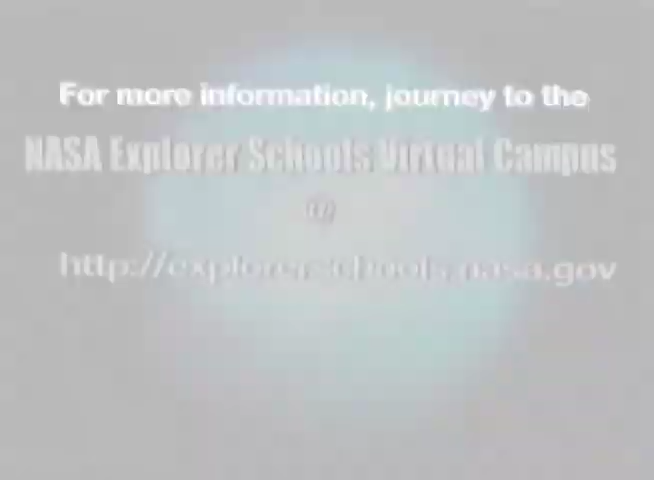 For more information, journey to the
NASA Explorer Schools Virtual Campus
@
http://explorerschools.nasa.gov